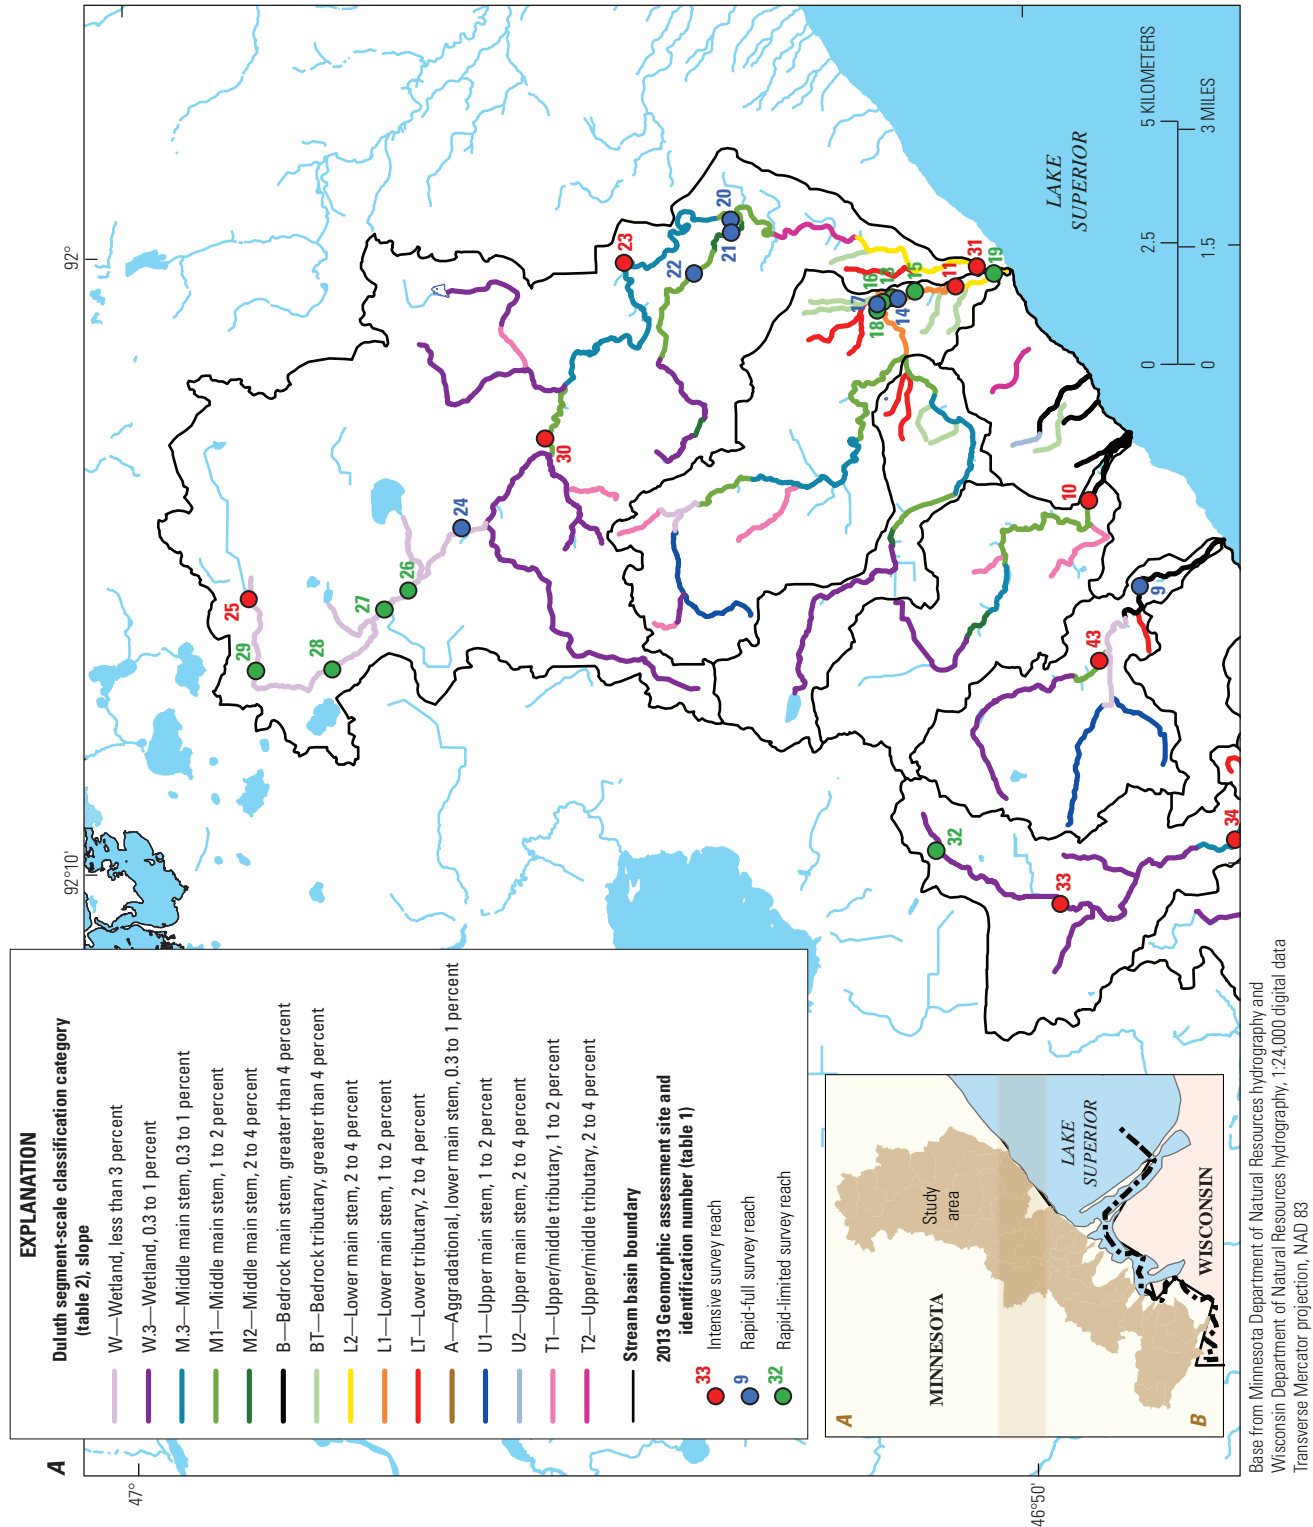 A
EXPLANATION
Duluth segment-scale classification category
(table 2), slope
W—Wetland, less than 3 percent
W.3—Wetland, 0.3 to 1 percent
M.3—Middle main stem, 0.3 to 1 percent
M1—Middle main stem, 1 to 2 percent
M2—Middle main stem, 2 to 4 percent
B—Bedrock main stem, greater than 4 percent
BT—Bedrock tributary, greater than 4 percent
L2—Lower main stem, 2 to 4 percent
L1—Lower main stem, 1 to 2 percent
LT—Lower tributary, 2 to 4 percent
A—Aggradational, lower main stem, 0.3 to 1 percent
U1—Upper main stem, 1 to 2 percent
U2—Upper main stem, 2 to 4 percent
T1—Upper/middle tributary, 1 to 2 percent
T2—Upper/middle tributary, 2 to 4 percent
Stream basin boundary
2013 Geomorphic assessment site and
identification number (table 1)
33 Intensive survey reach
9 Rapid-full survey reach
32 Rapid-limited survey reach
92°10'
92°
47°
46°50'
25
29
28
27
26
24
30
23
22
21
20
17
16
13
18
14
15
11
31
19
10
9
43
32
33
34
LAKE
SUPERIOR
0 2.5 5 KILOMETERS
0 1.5 3 MILES
A
MINNESOTA
Study
area
LAKE
SUPERIOR
WISCONSIN
B
Base from Minnesota Department of Natural Resources hydrography and
Wisconsin Department of Natural Resources hydrography, 1:24,000 digital data
Transverse Mercator projection, NAD 83